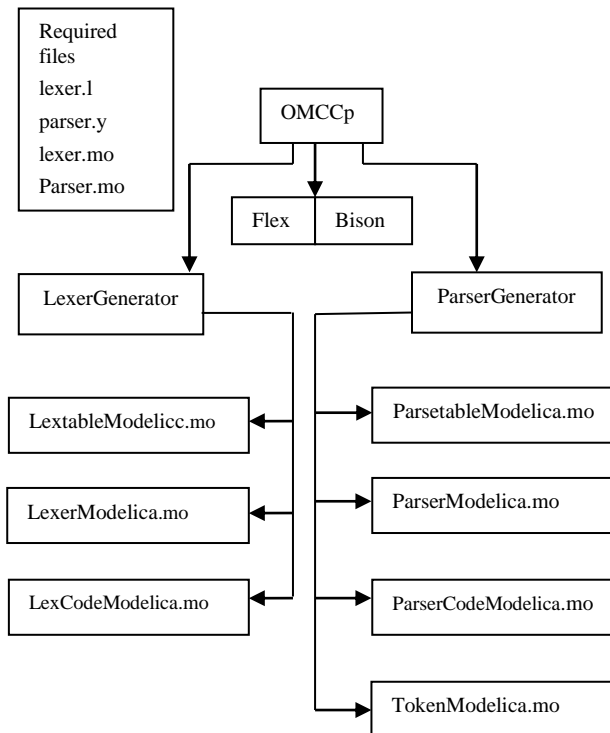 Required
files
lexer.l
parser.y
lexer.mo
Parser.mo
OMCCp
Flex
Bison
LexerGenerator
ParserGenerator
LextableModelicc.mo
ParsetableModelica.mo
LexerModelica.mo
ParserModelica.mo
LexCodeModelica.mo
ParserCodeModelica.mo
TokenModelica.mo